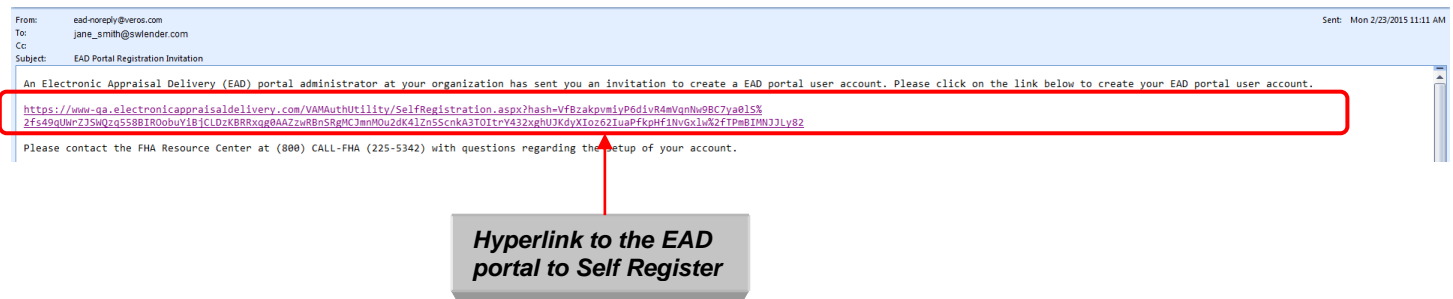 From: ead-noreply@veros.com Sent: Mon 2/23/2015 11:11 AM
To: jane_smith@swlender.com
Cc:
Subject: EAD Portal Registration Invitation
An Electronic Appraisal Delivery (EAD) portal administrator at your organization has sent you an invitation to create a EAD portal user account. Please click on the link below to create your EAD portal user account.
https://www-qa.electronicappraisaldelivery.com/VAMAuthUtility/SelfRegistration.aspx?hash=VfBzakpvmiyP6divR4mVqnNw9BC7ya0lS%
2fs49qUWrZJSWQzq558BIROobuYiBjCLDzKBRRxqg0AAZzwRBnSRgMCJmnMOu2dK4lZnSScnkA3TOItrY432xghUJKdyXIoz62IuaPfkpHf1NvGxlw%2fTPmBIMNJJLy82
Please contact the FHA Resource Center at (800) CALL-FHA (225-5342) with questions regarding the setup of your account.
Hyperlink to the EAD
portal to Self Register